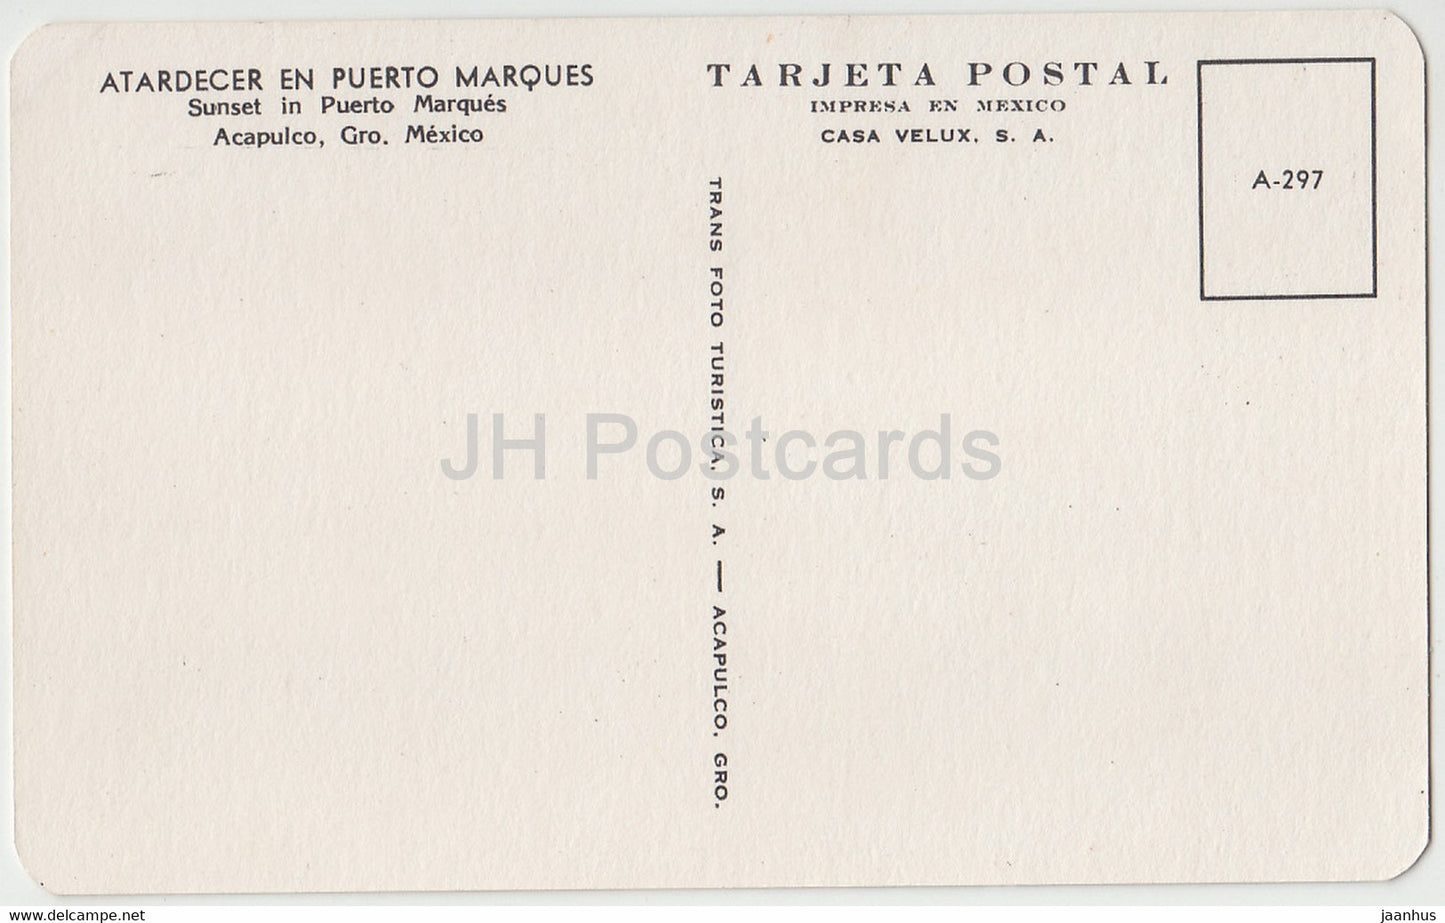 ATARDECER EN PUERTO MARQUES
Sunset in Puerto Marqués
Acapulco, Gro. México
TARJETA POSTAL
IMPRESA EN MEXICO
CASA VELUX, S. A.
A-297
TRANS FOTO TURISTICA, S. A. — ACAPULCO, GRO.
JH Postcards
www.delcampe.net
jaanhus